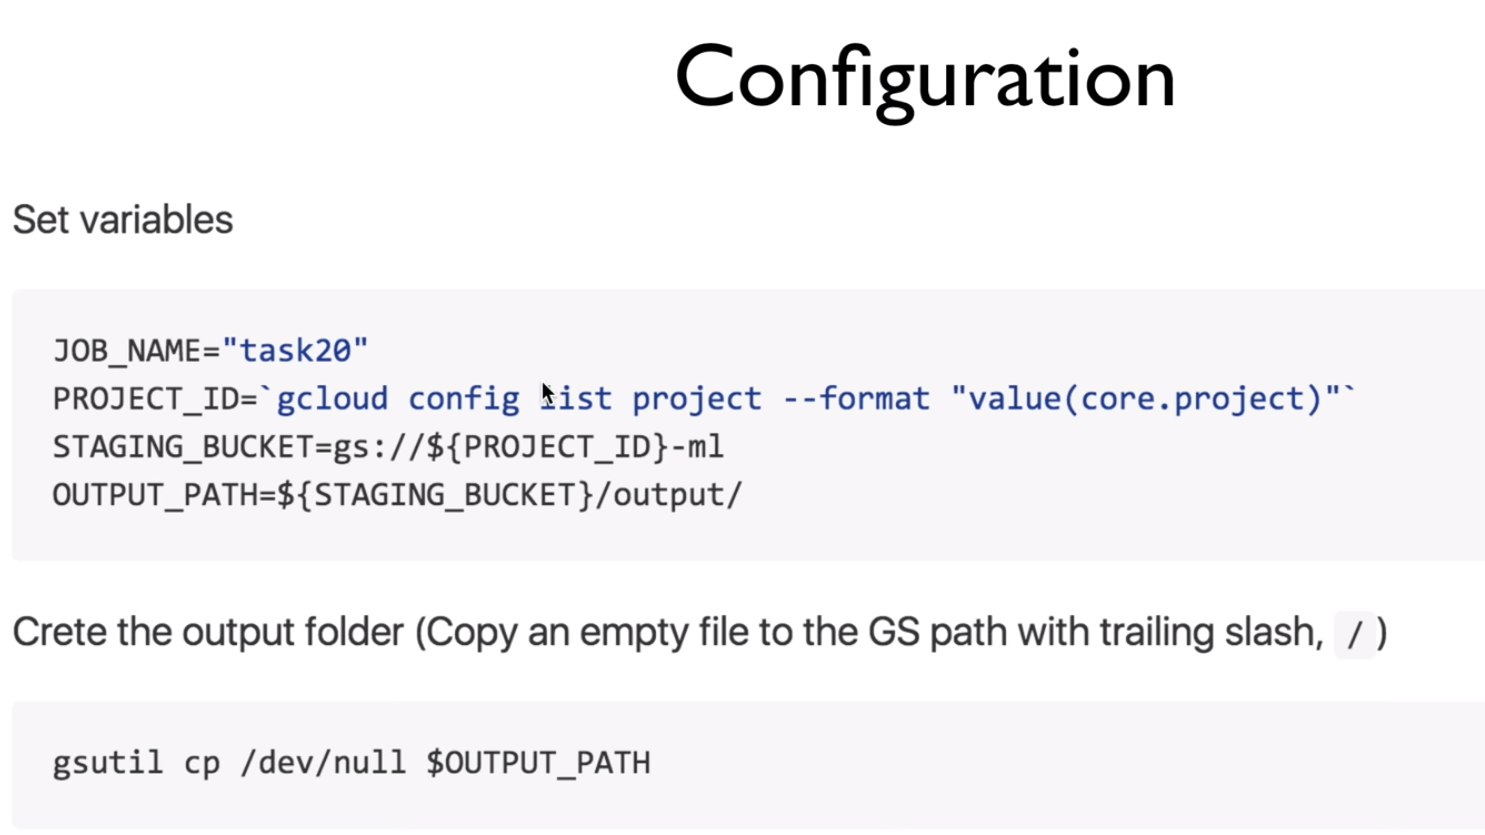 Configuration
Set variables
JOB_NAME="task20"
PROJECT_ID=`gcloud config list project --format "value(core.project)"`
STAGING_BUCKET=gs://${PROJECT_ID}-ml
OUTPUT_PATH=${STAGING_BUCKET}/output/
Crete the output folder (Copy an empty file to the GS path with trailing slash, /)
gsutil cp /dev/null $OUTPUT_PATH